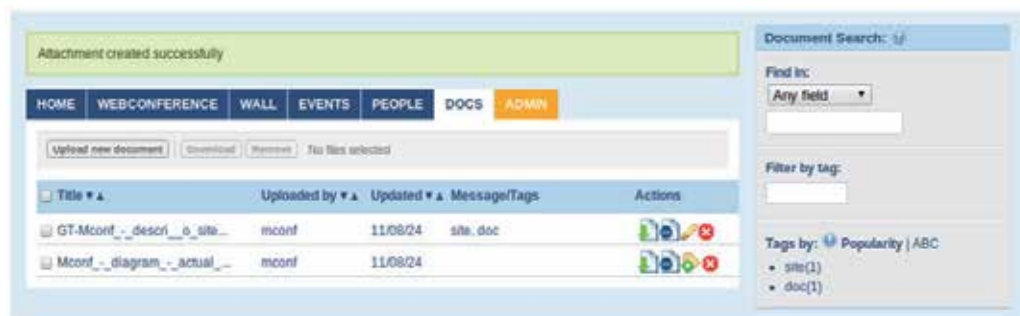 Attachment created successfully
HOME WEBCONFERENCE WALL EVENTS PEOPLE DOCS ADMIN
Upload new document Download Remove No files selected
Title Uploaded by Updated Message/Tags Actions
GT-Mconf_-_descri__o_site... mconf 11/08/24 site, doc
Mconf_-_diagram_-_actual_... mconf 11/08/24
Document Search:
Find in:
Any field
Filter by tag:
Tags by: Popularity | ABC
site(1)
doc(1)